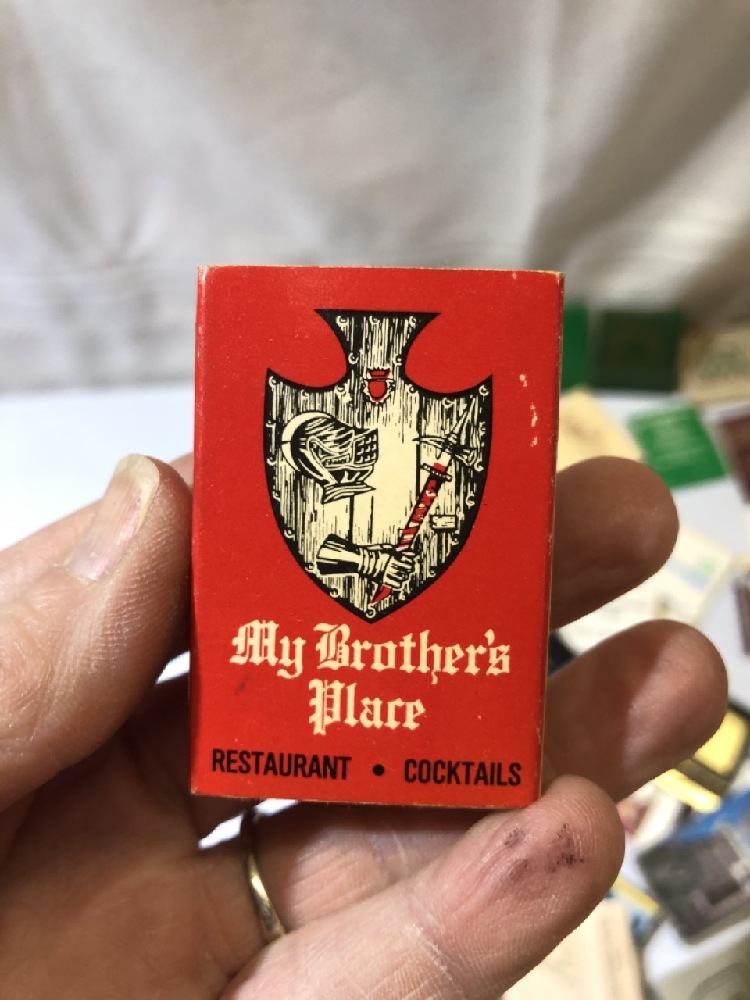 My Brother's
Place
RESTAURANT • COCKTAILS